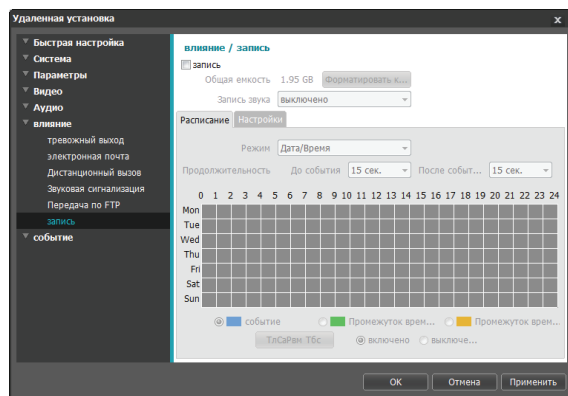 Удаленная установка
x
Быстрая настройка
Система
Параметры
Видео
Аудио
влияние
тревожный выход
электронная почта
Дистанционный вызов
Звуковая сигнализация
Передача по FTP
запись
событие
влияние / запись
запись
Общая емкость 1.95 GB Форматировать к...
Запись звука выключено
Расписание Настройки
Режим Дата/Время
Продолжительность До события 15 сек. После событ... 15 сек.
0 1 2 3 4 5 6 7 8 9 10 11 12 13 14 15 16 17 18 19 20 21 22 23 24
Mon
Tue
Wed
Thu
Fri
Sat
Sun
событие Промежуток врем... Промежуток врем...
включено выключе...
OK Отмена Применить